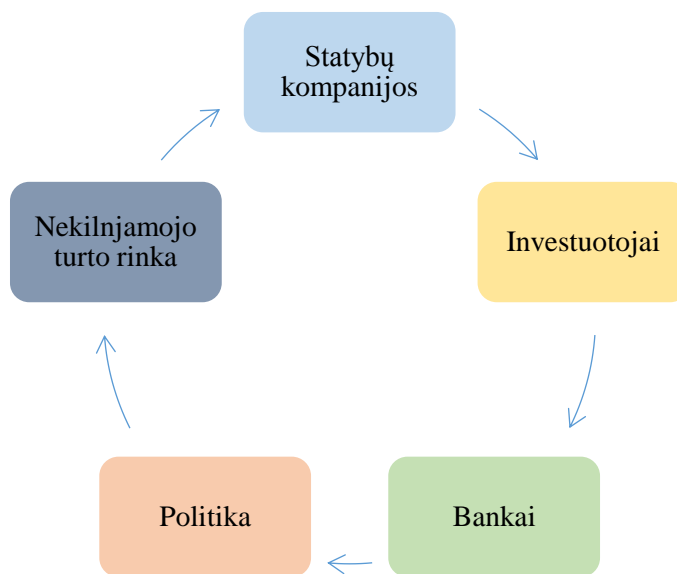 Statybų
kompanijos
Nekilnjamojo
turto rinka
Investuotojai
Politika
Bankai